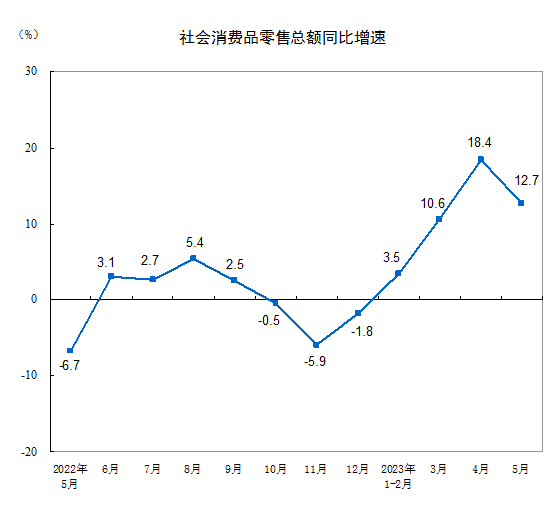 （%）
社会消费品零售总额同比增速
30
20
10
0
-10
-20
-6.7
3.1
2.7
5.4
2.5
-0.5
-5.9
-1.8
3.5
10.6
18.4
12.7
2022年
5月
6月
7月
8月
9月
10月
11月
12月
2023年
1-2月
3月
4月
5月